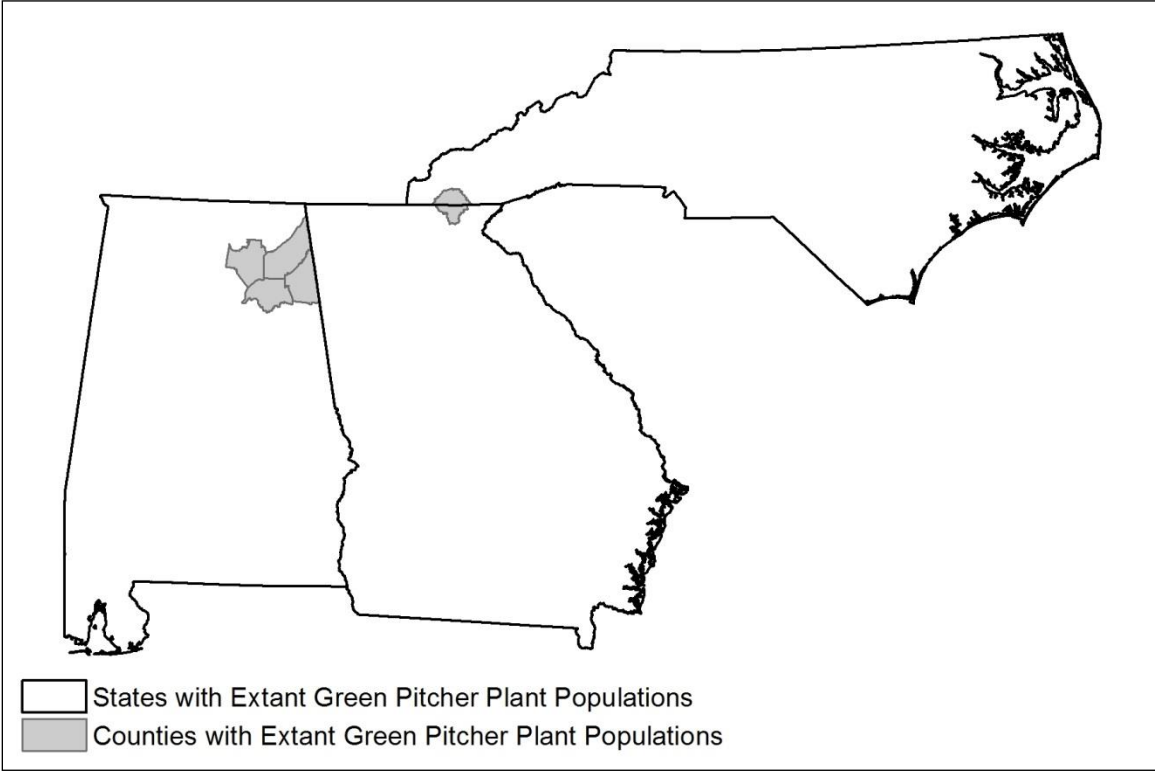 States with Extant Green Pitcher Plant Populations
Counties with Extant Green Pitcher Plant Populations